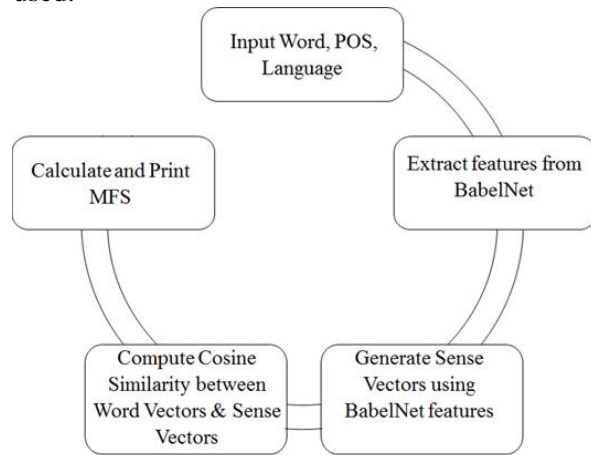 used.
Input Word, POS,
Language
Extract features from
BabelNet
Generate Sense
Vectors using
BabelNet features
Compute Cosine
Similarity between
Word Vectors & Sense
Vectors
Calculate and Print
MFS